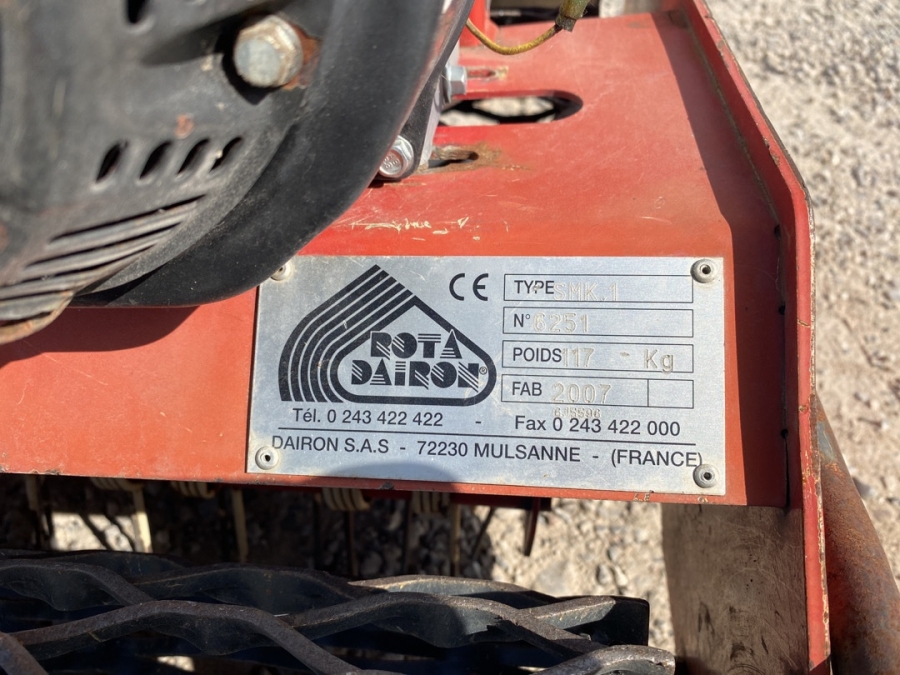 ROTA
DAIRON®
CE
TYPE SMK.1
N° 6251
POIDS 117 - Kg
FAB 2007
Tél. 0 243 422 422 - Fax 0 243 422 000
DAIRON S.A.S - 72230 MULSANNE - (FRANCE)